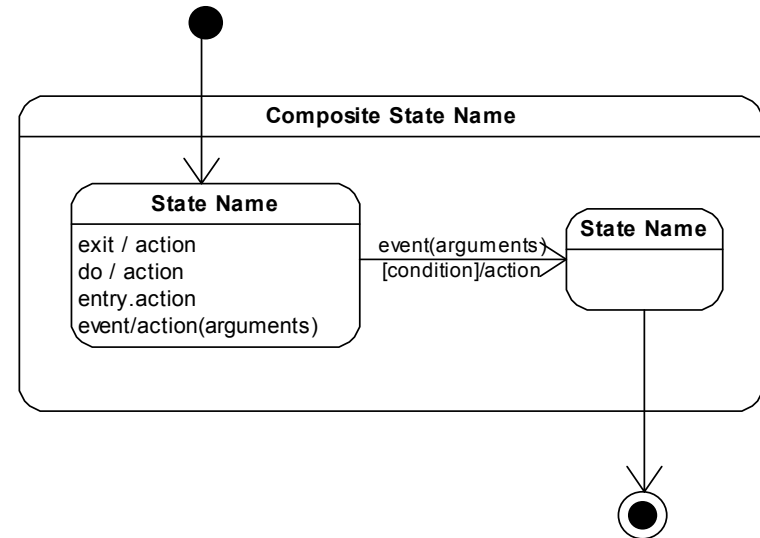 Composite State Name
State Name
exit / action
do / action
entry.action
event/action(arguments)
event(arguments)
[condition]/action
State Name